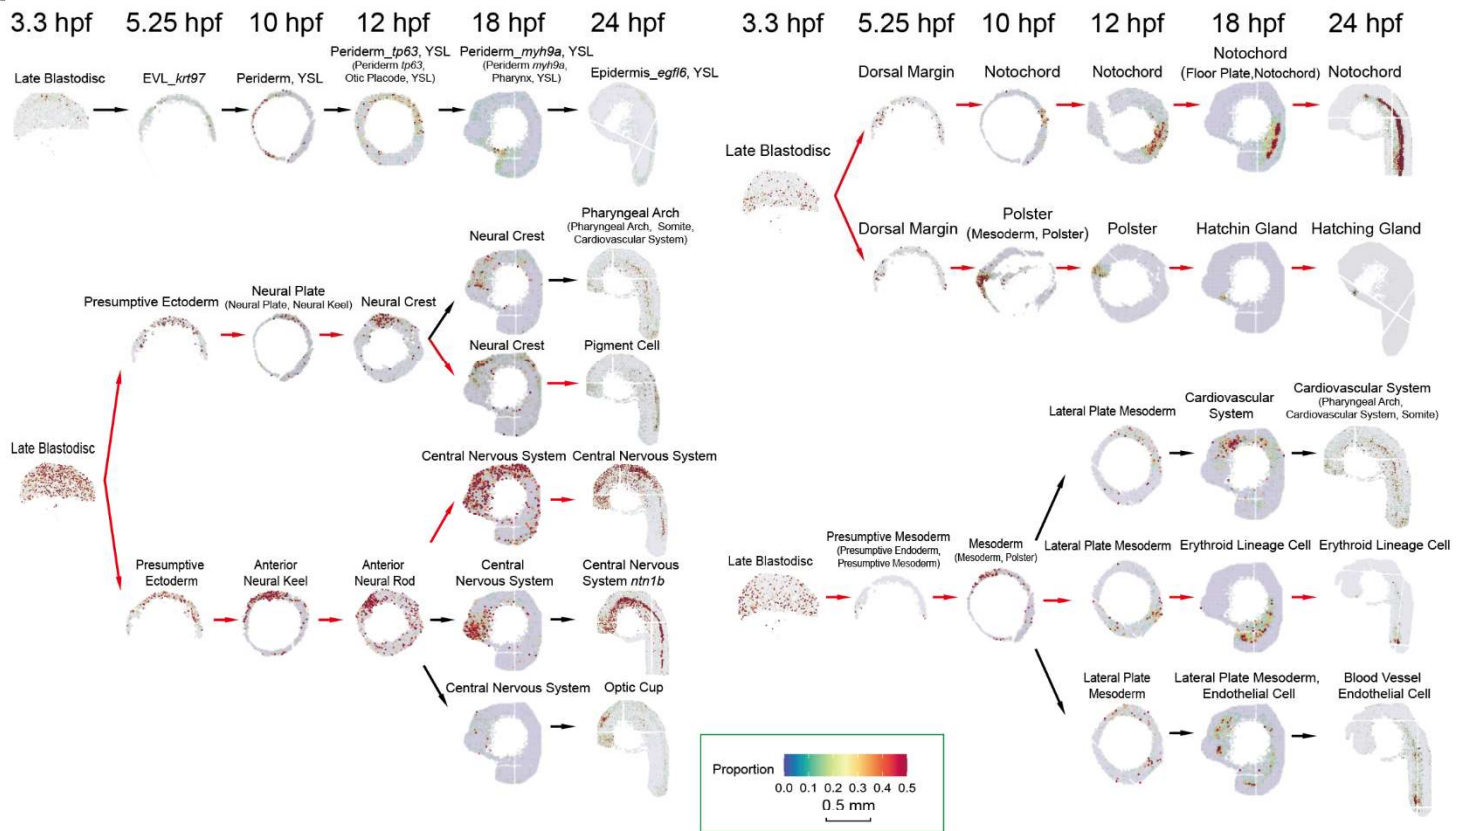 3.3 hpf 5.25 hpf 10 hpf 12 hpf 18 hpf 24 hpf
Late Blastodisc
EVL_krt97
Periderm, YSL
Periderm_tp63, YSL
(Periderm tp63,
Otic Placode, YSL)
Periderm_myh9a, YSL
(Periderm myh9a,
Pharynx, YSL)
Epidermis_egfl6, YSL
Late Blastodisc
Presumptive Ectoderm
Neural Plate
(Neural Plate, Neural Keel)
Neural Crest
Neural Crest
Pharyngeal Arch
(Pharyngeal Arch, Somite,
Cardiovascular System)
Neural Crest
Pigment Cell
Central Nervous System
Central Nervous System
Presumptive
Ectoderm
Anterior
Neural Keel
Anterior
Neural Rod
Central
Nervous System
Central Nervous
System ntn1b
Central Nervous System
Optic Cup
3.3 hpf 5.25 hpf 10 hpf 12 hpf 18 hpf 24 hpf
Late Blastodisc
Dorsal Margin
Notochord
Notochord
Notochord
(Floor Plate,Notochord)
Notochord
Dorsal Margin
Polster
(Mesoderm, Polster)
Polster
Hatchin Gland
Hatching Gland
Late Blastodisc
Presumptive Mesoderm
(Presumptive Endoderm,
Presumptive Mesoderm)
Mesoderm
(Mesoderm, Polster)
Lateral Plate Mesoderm
Cardiovascular
System
Cardiovascular System
(Pharyngeal Arch,
Cardiovascular System, Somite)
Lateral Plate Mesoderm
Erythroid Lineage Cell
Erythroid Lineage Cell
Lateral Plate
Mesoderm
Lateral Plate Mesoderm,
Endothelial Cell
Blood Vessel
Endothelial Cell
Proportion
0.0 0.1 0.2 0.3 0.4 0.5
0.5 mm